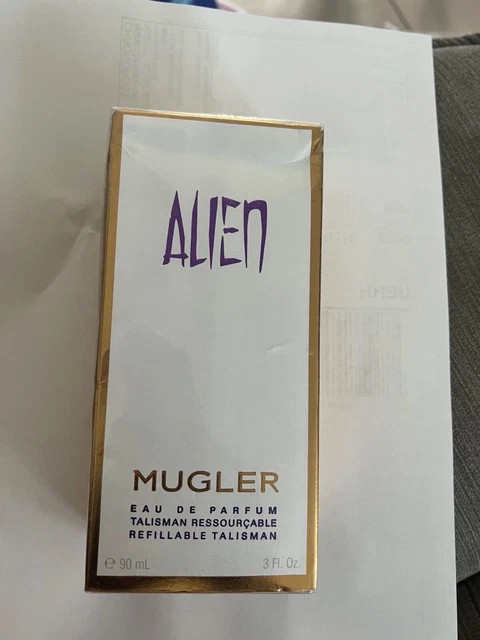 ALIEN
MUGLER
EAU DE PARFUM
TALISMAN RESSOURÇABLE
REFILLABLE TALISMAN
℮ 90 mL 3 Fl. Oz.